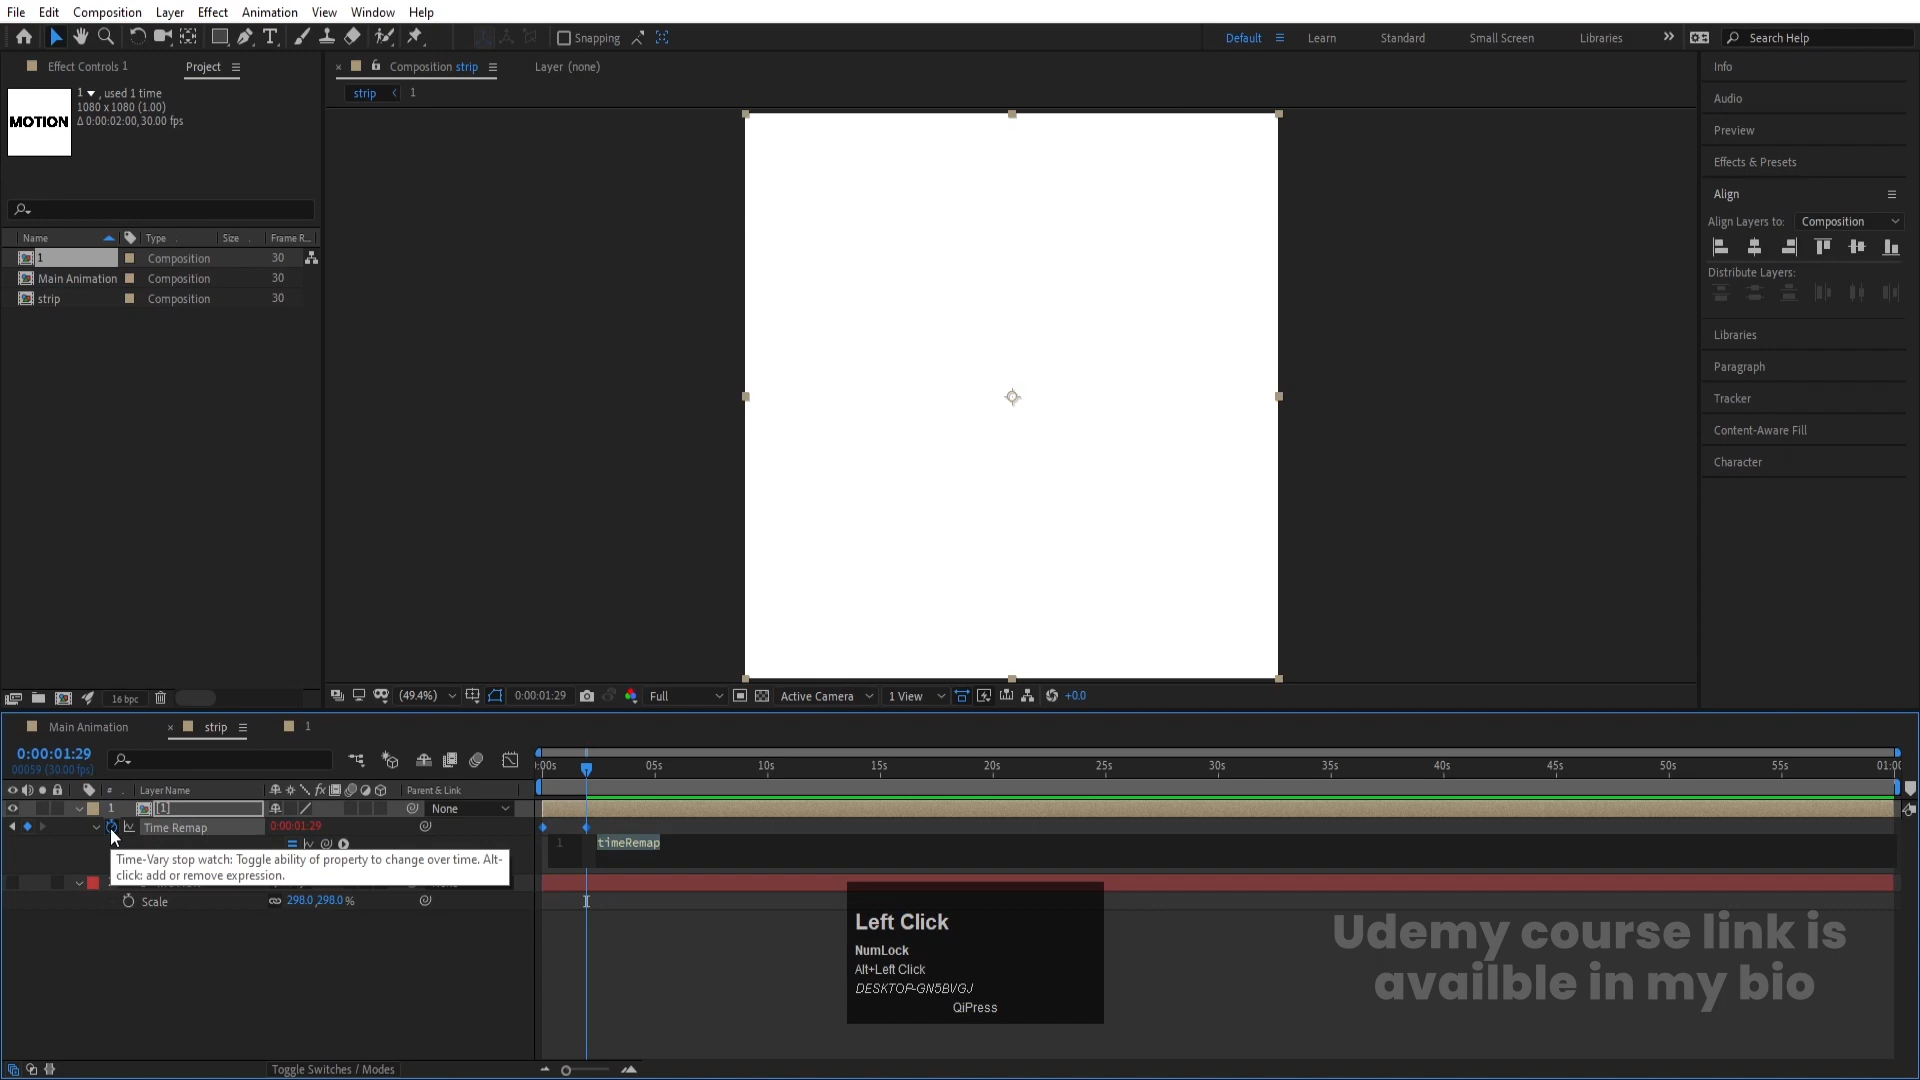 File Edit Composition Layer Effect Animation View Window Help
Snapping
Default Learn Standard Small Screen Libraries Search Help
Effect Controls 1 Project
Composition strip Layer (none)
strip 1
MOTION
1 , used 1 time
1080 x 1080 (1.00)
Δ 0:00:02:00, 30.00 fps
Name Type Size Frame R...
1 Composition 30
Main Animation Composition 30
strip Composition 30
Info
Audio
Preview
Effects & Presets
Align
Align Layers to: Composition
Distribute Layers:
Libraries
Paragraph
Tracker
Content-Aware Fill
Character
16 bpc
(49.4%) 0:00:01:29 Full Active Camera 1 View +0.0
Main Animation strip 1
0:00:01:29
00059 (30.00 fps)
:00s 05s 10s 15s 20s 25s 30s 35s 40s 45s 50s 55s 01:00
# Layer Name Parent & Link
1 [1] None
Time Remap 0:00:01:29
1 timeRemap
Time-Vary stop watch: Toggle ability of property to change over time. Alt-
click: add or remove expression.
Scale 298.0,298.0%
Left Click
NumLock
Alt+Left Click
DESKTOP-GN5BVGJ
QiPress
Udemy course link is
availble in my bio
Toggle Switches / Modes